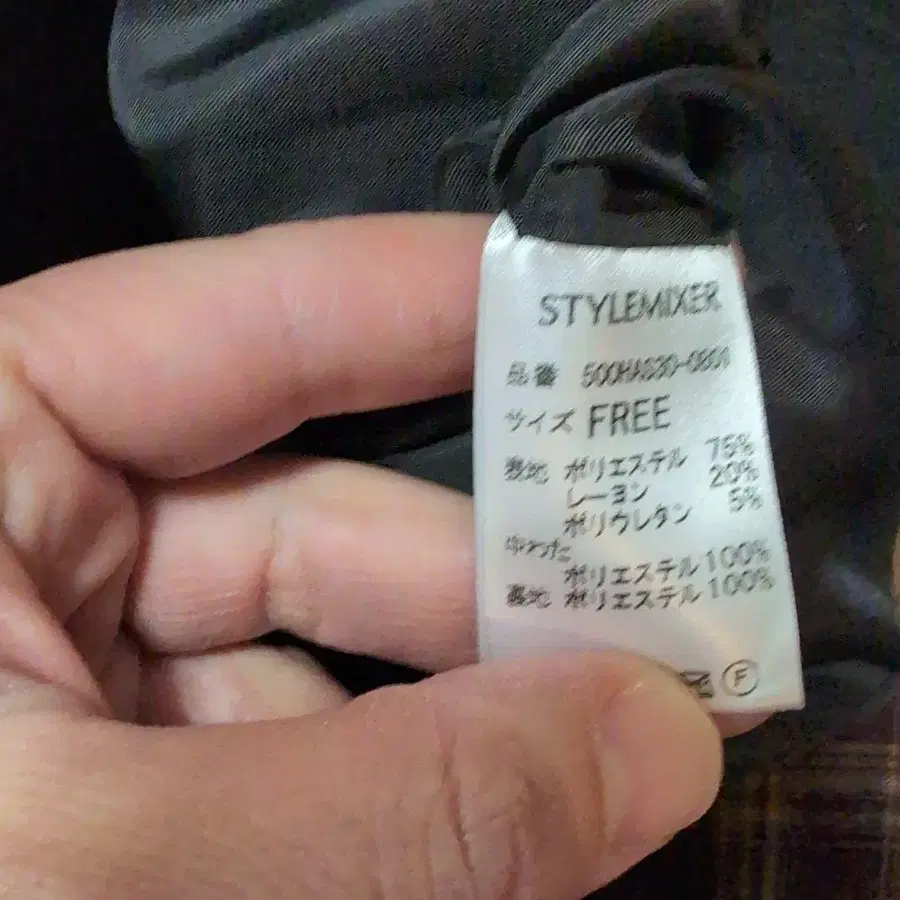 STYLEMIXER
品番 500HAS30-0801
サイズ FREE
表地 ポリエステル 75%
レーヨン 20%
ポリウレタン 5%
中わた
ポリエステル 100%
裏地 ポリエステル 100%
F